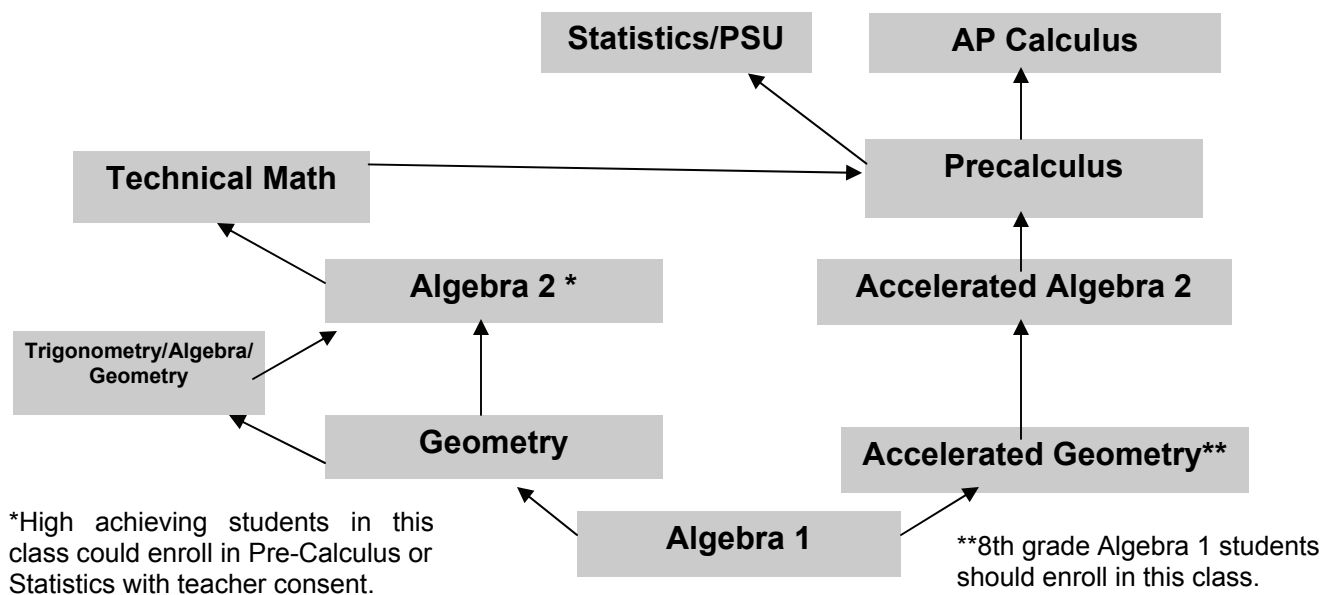 Statistics/PSU
AP Calculus
Technical Math
Precalculus
Algebra 2 *
Accelerated Algebra 2
Trigonometry/Algebra/
Geometry
Geometry
Accelerated Geometry**
Algebra 1
*High achieving students in this
class could enroll in Pre-Calculus or
Statistics with teacher consent.
**8th grade Algebra 1 students
should enroll in this class.